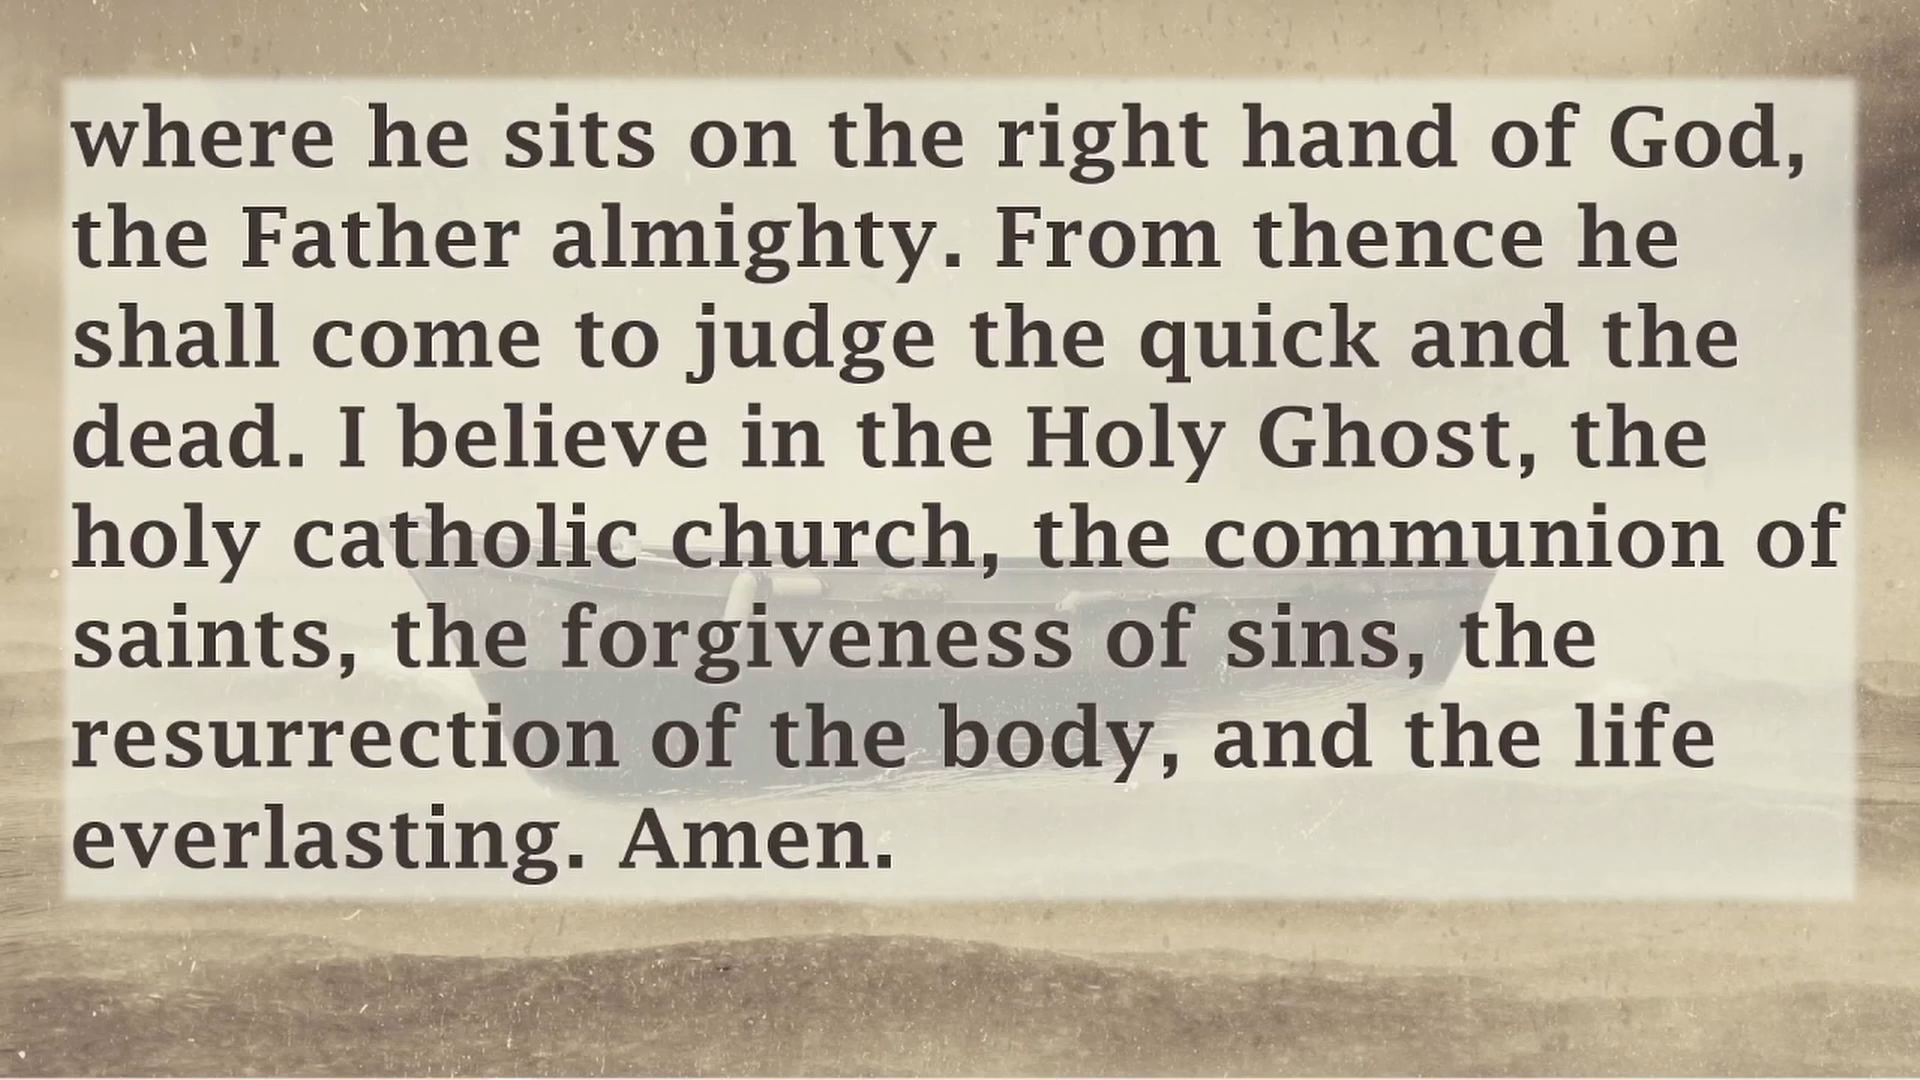 where he sits on the right hand of God,
the Father almighty. From thence he
shall come to judge the quick and the
dead. I believe in the Holy Ghost, the
holy catholic church, the communion of
saints, the forgiveness of sins, the
resurrection of the body, and the life
everlasting. Amen.